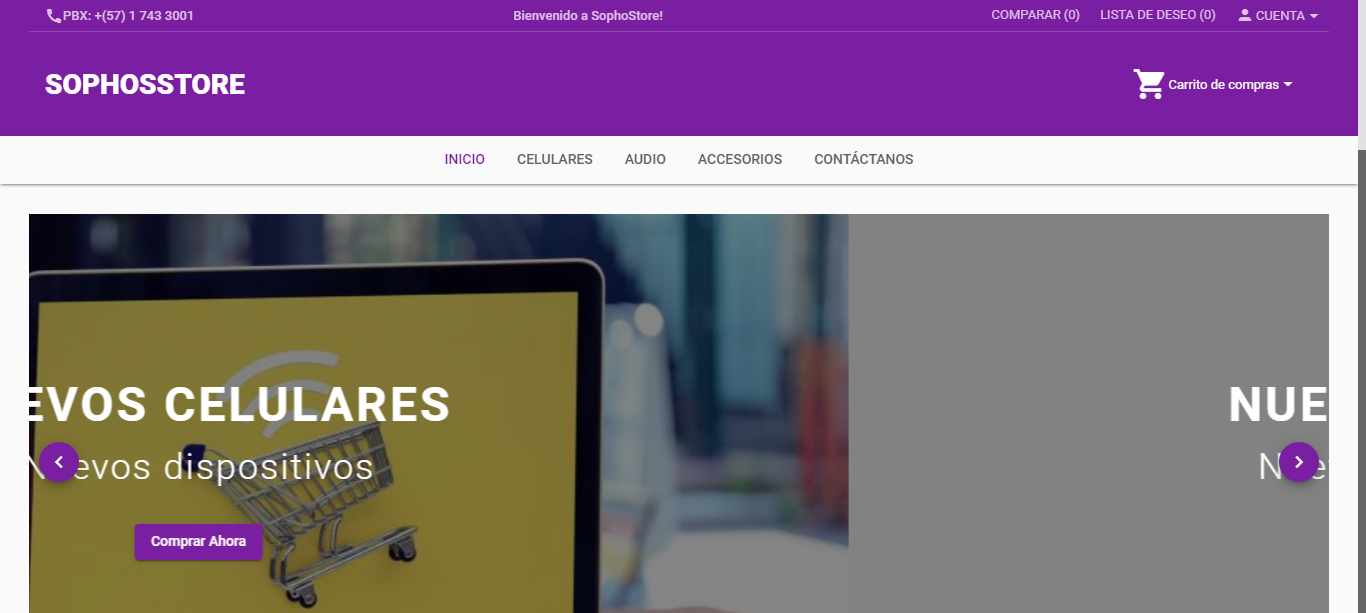 PBX: +(57) 1 743 3001
Bienvenido a SophoStore!
COMPARAR (0) LISTA DE DESEO (0) CUENTA
SOPHOSSTORE
Carrito de compras
INICIO CELULARES AUDIO ACCESORIOS CONTÁCTANOS
EVOS CELULARES
Nuevos dispositivos
Comprar Ahora
NUE